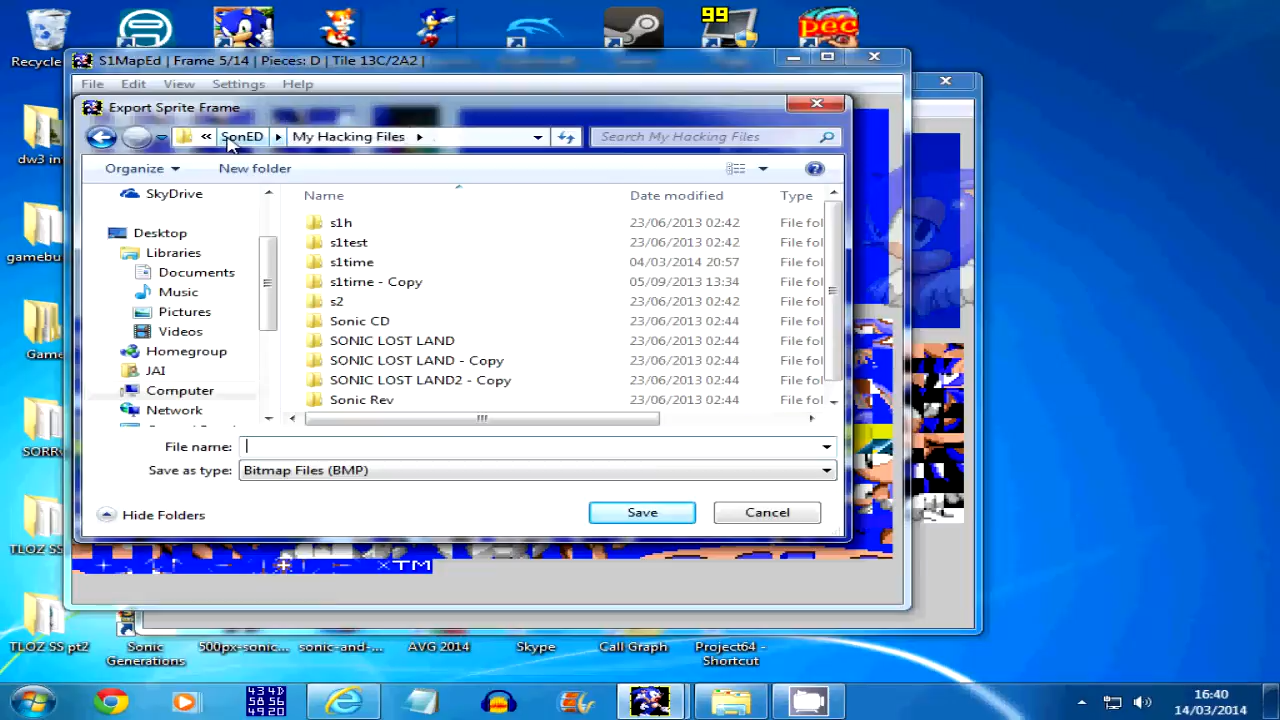 99
pec
Recycle
S1MapEd | Frame 5/14 | Pieces: D | Tile 13C/2A2 |
File Edit View Settings Help
Export Sprite Frame
« SonED My Hacking Files
Search My Hacking Files
Organize New folder
dw3 in
gamebu
Game
SORR
TLOZ SS
TLOZ SS pt2
SkyDrive
Desktop
Libraries
Documents
Music
Pictures
Videos
Homegroup
JAI
Computer
Network
Name Date modified Type
s1h 23/06/2013 02:42 File fol
s1test 23/06/2013 02:42 File fol
s1time 04/03/2014 20:57 File fol
s1time - Copy 05/09/2013 13:34 File fol
s2 23/06/2013 02:42 File fol
Sonic CD 23/06/2013 02:44 File fol
SONIC LOST LAND 23/06/2013 02:44 File fol
SONIC LOST LAND - Copy 23/06/2013 02:44 File fol
SONIC LOST LAND2 - Copy 23/06/2013 02:44 File fol
Sonic Rev 23/06/2013 02:44 File fol
File name:
Save as type: Bitmap Files (BMP)
Hide Folders
Save Cancel
TM
Sonic Generations
500px-sonic...
sonic-and-...
AVG 2014
Skype
Call Graph
Project64 - Shortcut
43 4D
58 56
49 20
16:40
14/03/2014